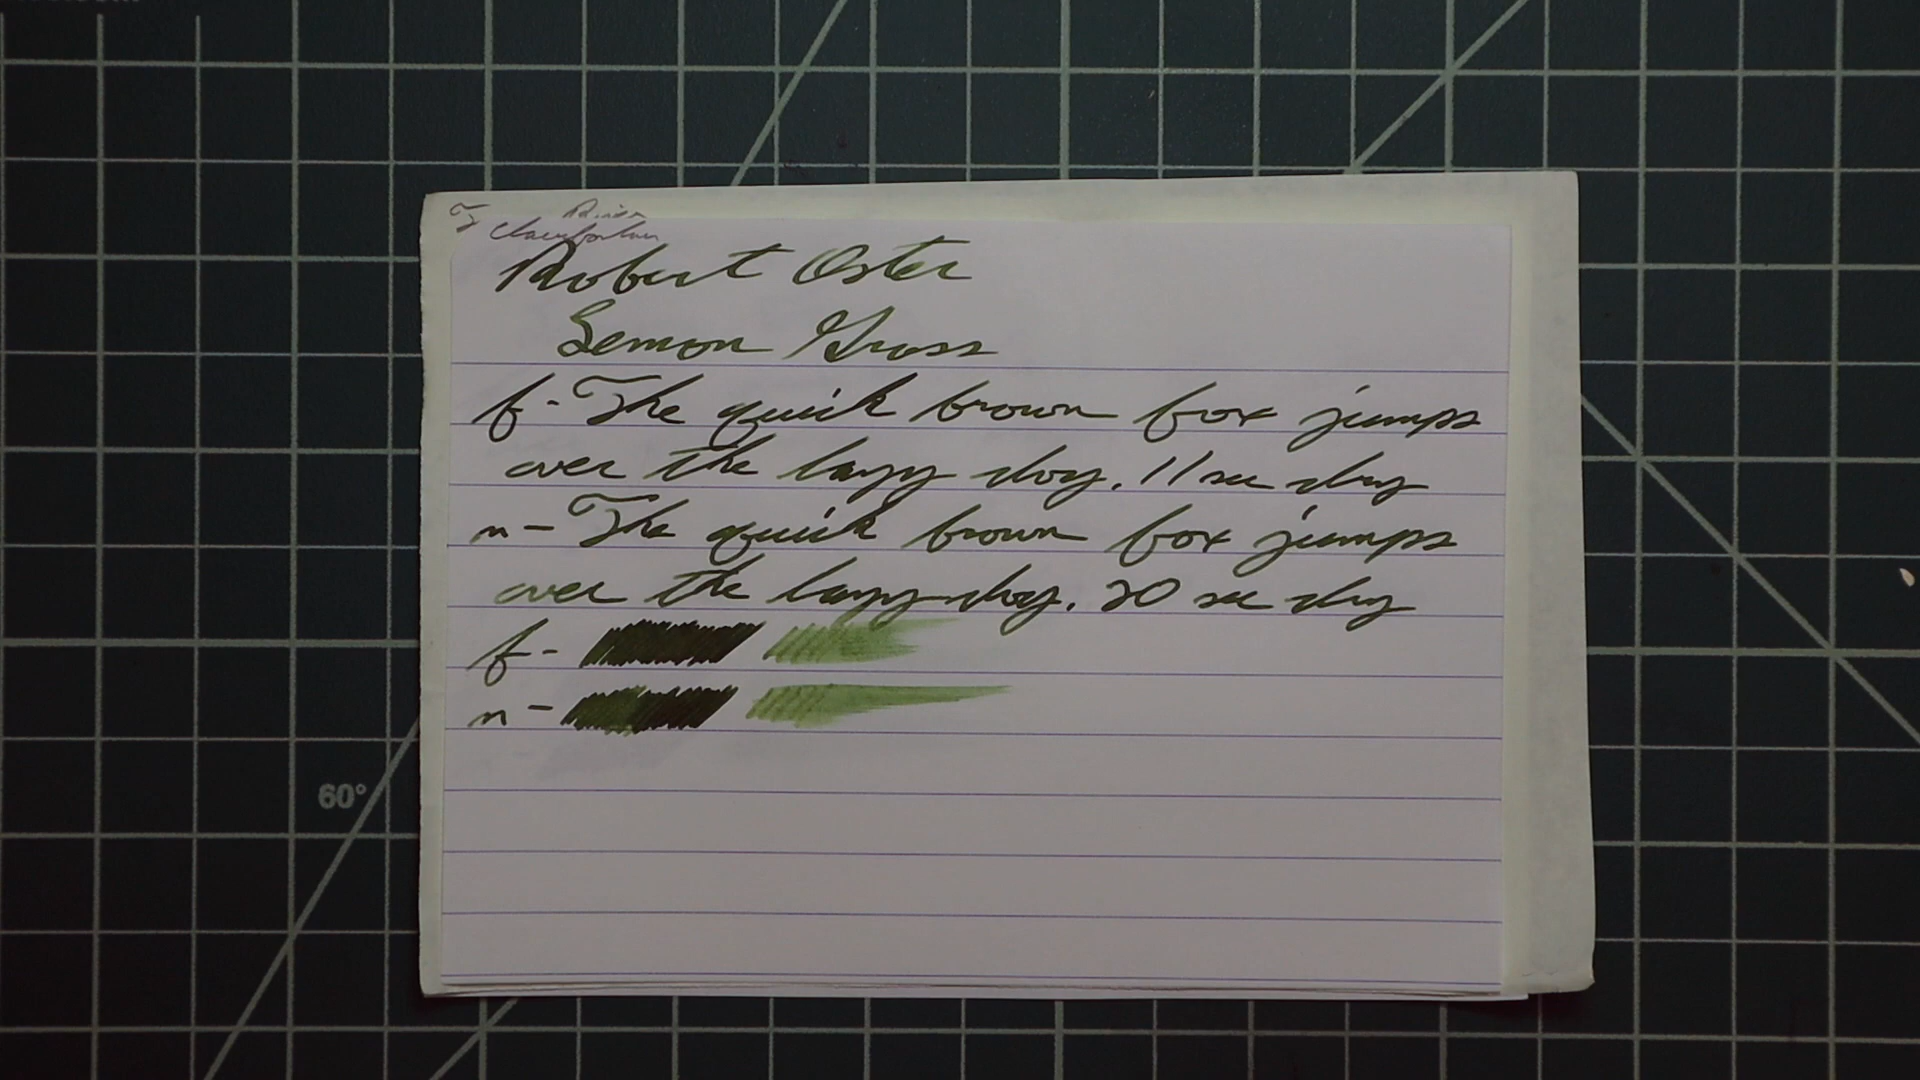 Robert Oster
Lemon Grass
f - The quick brown fox jumps
over the lazy dog. 11 sec dry
m - The quick brown fox jumps
over the lazy dog. 20 sec dry
f -
m -
60°